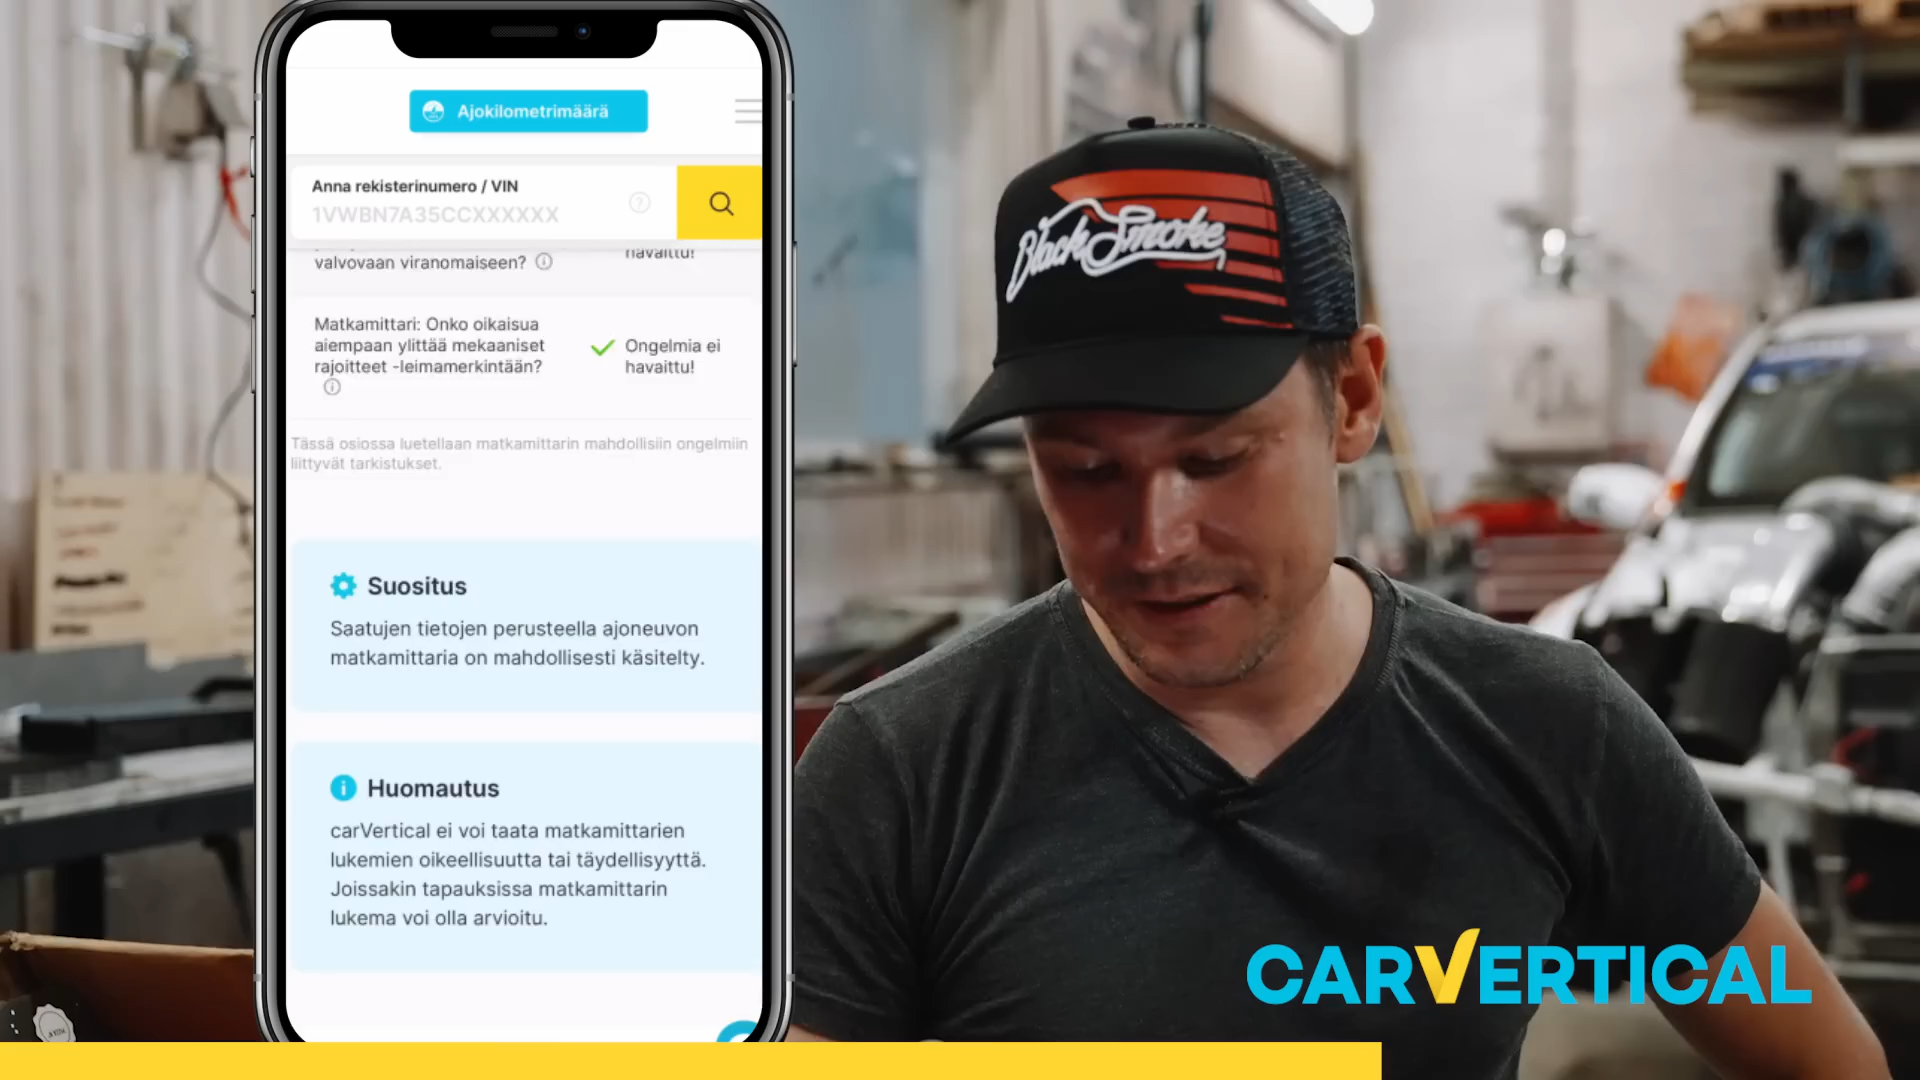 Ajokilometrimäärä
Anna rekisterinumero / VIN
1VWBN7A35CCXXXXXX
valvovaan viranomaiseen?
havaittu!
Matkamittari: Onko oikaisua
aiempaan ylittää mekaaniset
rajoitteet -leimamerkintään?
Ongelmia ei
havaittu!
Tässä osiossa luetellaan matkamittarin mahdollisiin ongelmiin
liittyvät tarkistukset.
Suositus
Saatujen tietojen perusteella ajoneuvon
matkamittaria on mahdollisesti käsitelty.
Huomautus
carVertical ei voi taata matkamittarien
lukemien oikeellisuutta tai täydellisyyttä.
Joissakin tapauksissa matkamittarin
lukema voi olla arvioitu.
Black Smoke
CARVERTICAL